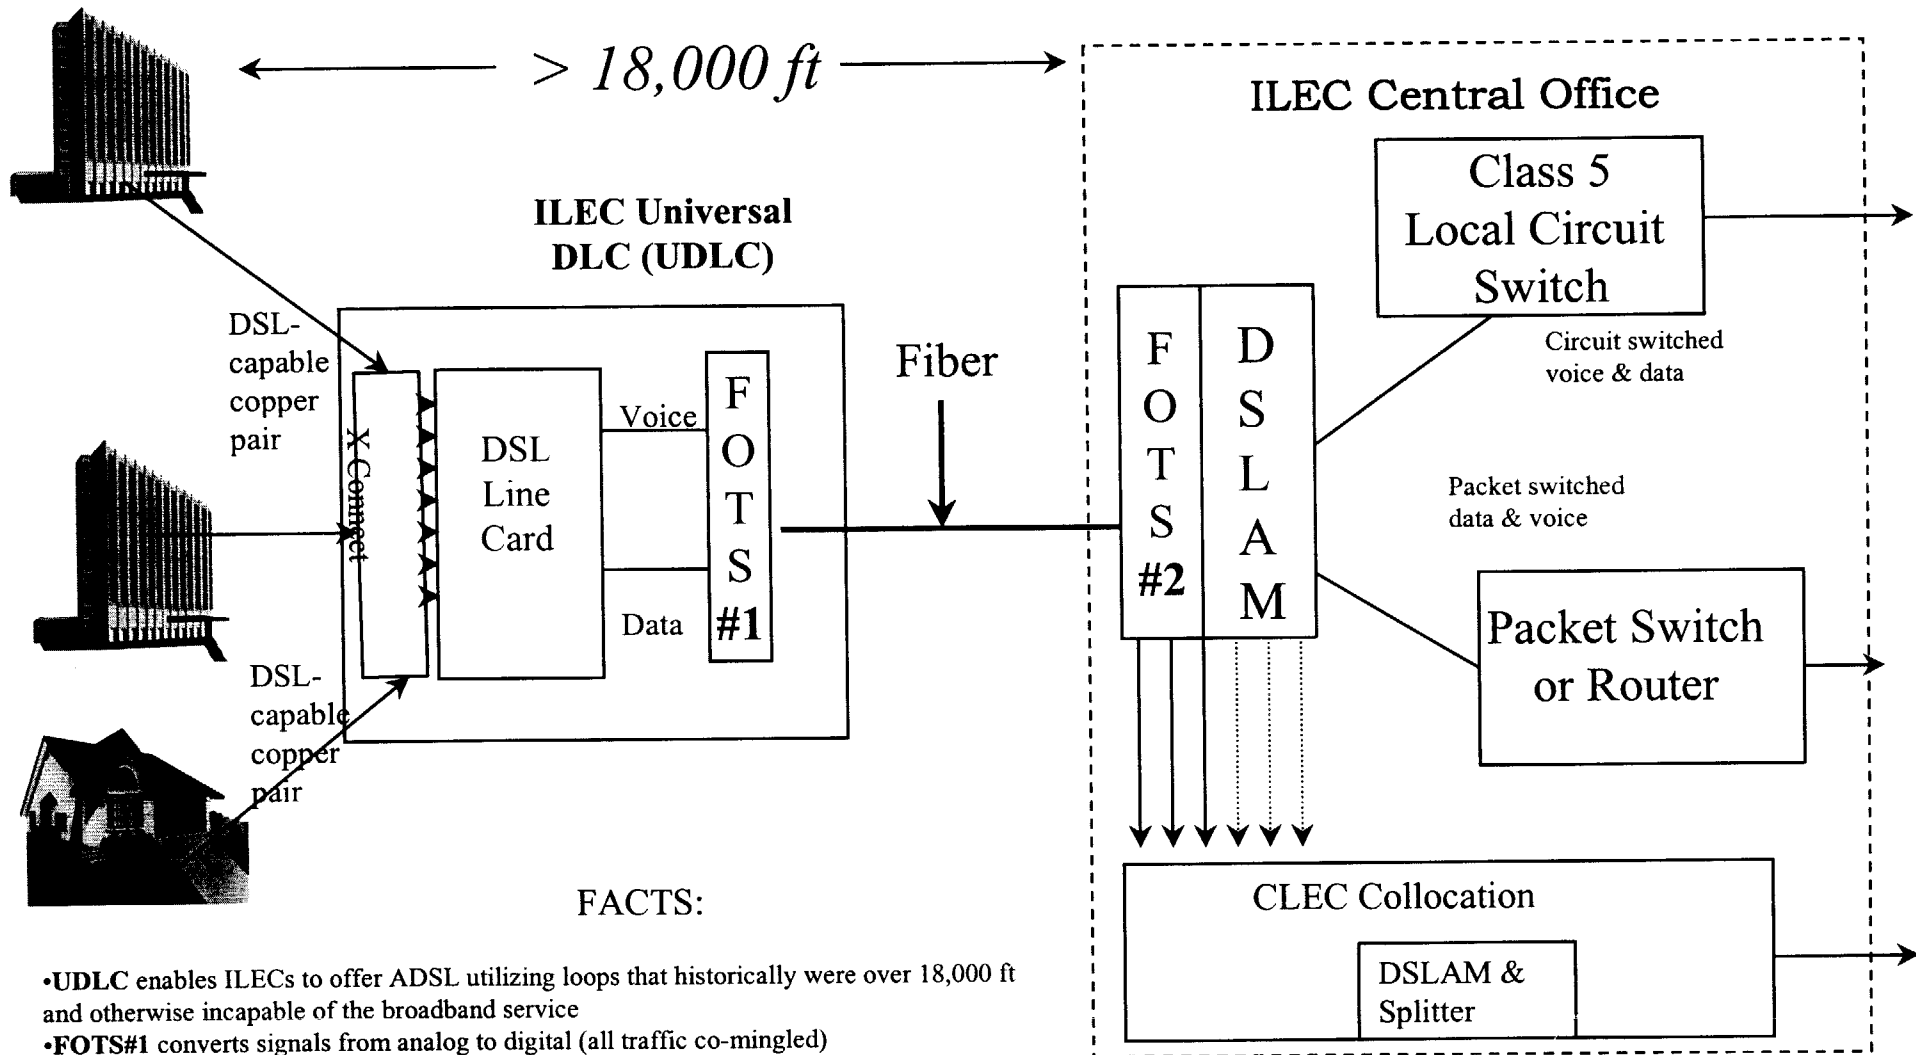 > 18,000 ft
ILEC Central Office
Class 5
Local Circuit
Switch
ILEC Universal
DLC (UDLC)
DSL-
capable
copper
pair
X Connect
DSL
Line
Card
Voice
Data
FOTS
#1
Fiber
FOTS
#2
DSLAM
Circuit switched
voice & data
Packet switched
data & voice
Packet Switch
or Router
DSL-
capable
copper
pair
CLEC Collocation
DSLAM &
Splitter
FACTS:
•UDLC enables ILECs to offer ADSL utilizing loops that historically were over 18,000 ft
and otherwise incapable of the broadband service
•FOTS#1 converts signals from analog to digital (all traffic co-mingled)